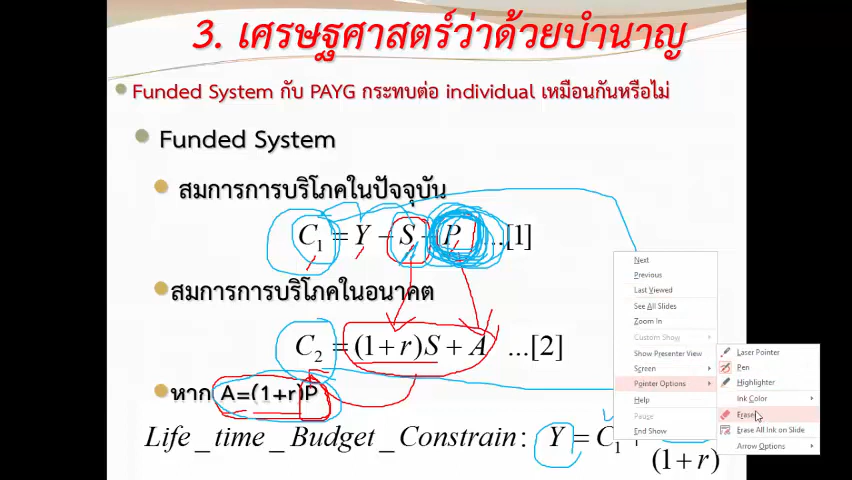 3. เศรษฐศาสตร์ว่าด้วยบำนาญ
Funded System กับ PAYG กระทบต่อ individual เหมือนกันหรือไม่
Funded System
สมการการบริโภคในปัจจุบัน
C₁ = Y − S − P ...[1]
สมการการบริโภคในอนาคต
C₂ = (1+r)S + A ...[2]
หาก A=(1+r)P
Life_time_Budget_Constrain: Y = C₁
(1+r)
Next
Previous
Last Viewed
See All Slides
Zoom In
Custom Show
Show Presenter View
Screen
Pointer Options
Help
Pause
End Show
Laser Pointer
Pen
Highlighter
Ink Color
Eraser
Erase All Ink on Slide
Arrow Options